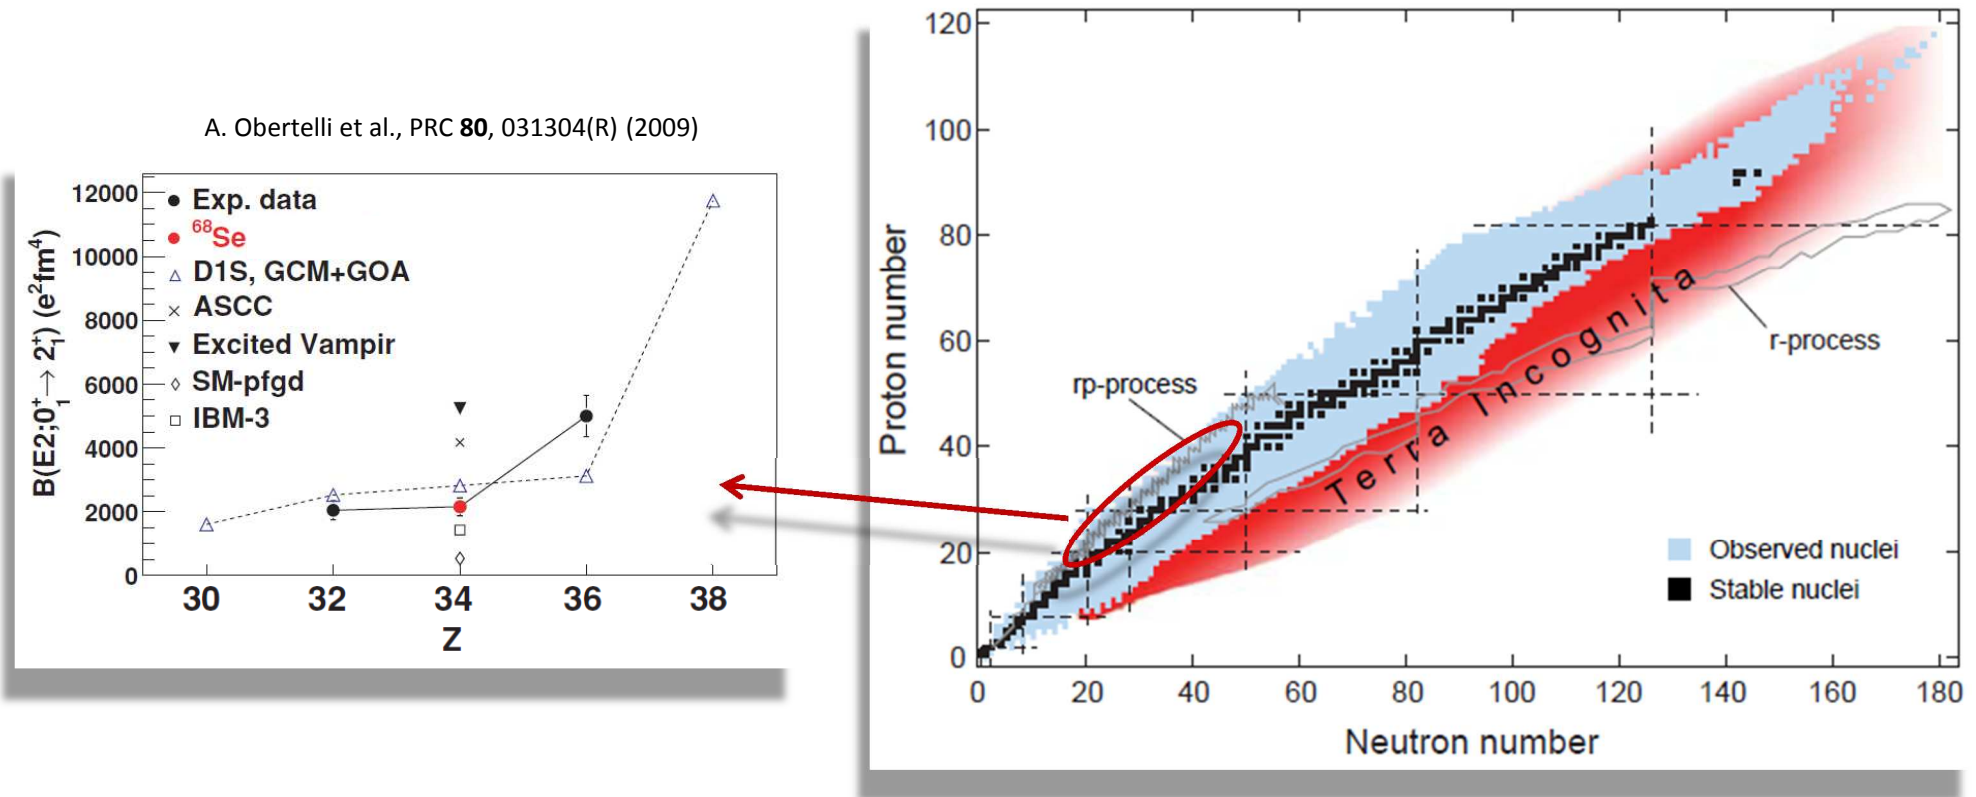 A. Obertelli et al., PRC 80, 031304(R) (2009)
B(E2;0⁺₁→ 2⁺₁) (e²fm⁴)
12000
10000
8000
6000
4000
2000
0
Exp. data
⁶⁸Se
D1S, GCM+GOA
ASCC
Excited Vampir
SM-pfgd
IBM-3
30 32 34 36 38
Z
Proton number
120
100
80
60
40
20
0
rp-process
r-process
Terra Incognita
Observed nuclei
Stable nuclei
0 20 40 60 80 100 120 140 160 180
Neutron number